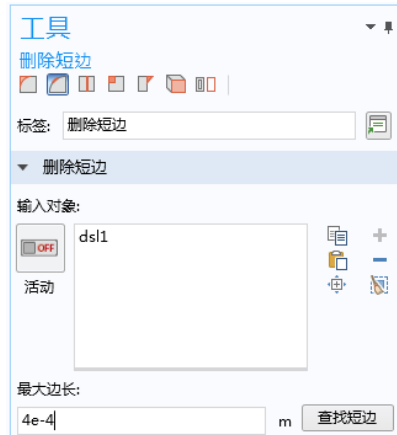 工具
删除短边
标签: 删除短边
删除短边
输入对象:
OFF
dsl1
活动
最大边长:
4e-4 m 查找短边